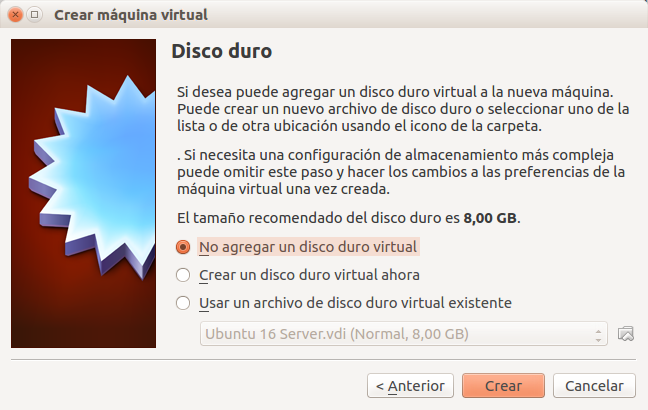 Crear máquina virtual
Disco duro
Si desea puede agregar un disco duro virtual a la nueva máquina.
Puede crear un nuevo archivo de disco duro o seleccionar uno de la
lista o de otra ubicación usando el icono de la carpeta.
. Si necesita una configuración de almacenamiento más compleja
puede omitir este paso y hacer los cambios a las preferencias de la
máquina virtual una vez creada.
El tamaño recomendado del disco duro es 8,00 GB.
No agregar un disco duro virtual
Crear un disco duro virtual ahora
Usar un archivo de disco duro virtual existente
Ubuntu 16 Server.vdi (Normal, 8,00 GB)
< Anterior
Crear
Cancelar